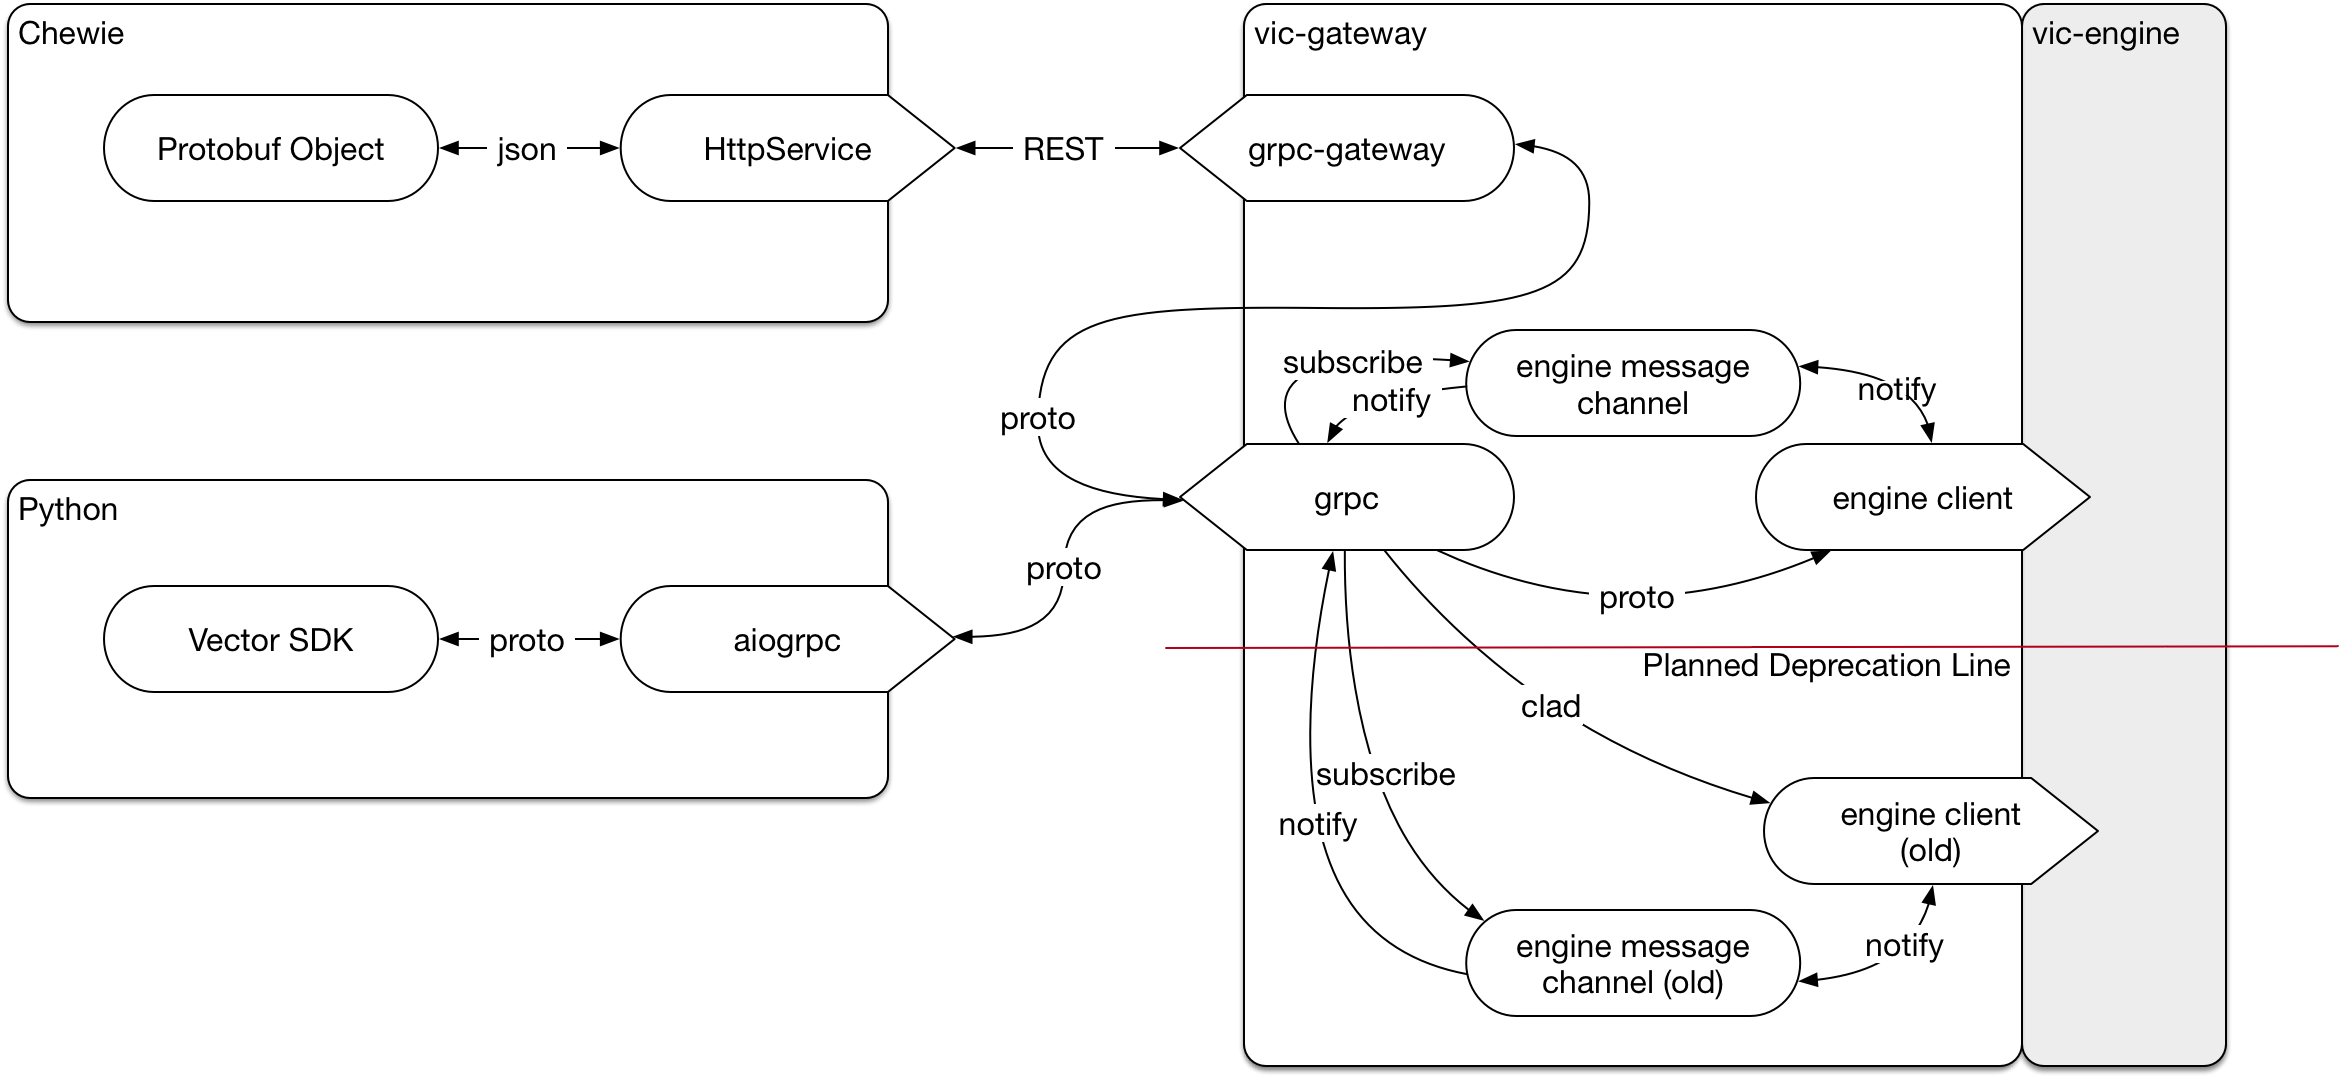 Chewie
Protobuf Object
json
HttpService
REST
vic-gateway
grpc-gateway
vic-engine
proto
subscribe
notify
engine message
channel
notify
grpc
engine client
proto
Python
Vector SDK
proto
aiogrpc
proto
Planned Deprecation Line
clad
subscribe
notify
engine client
(old)
engine message
channel (old)
notify